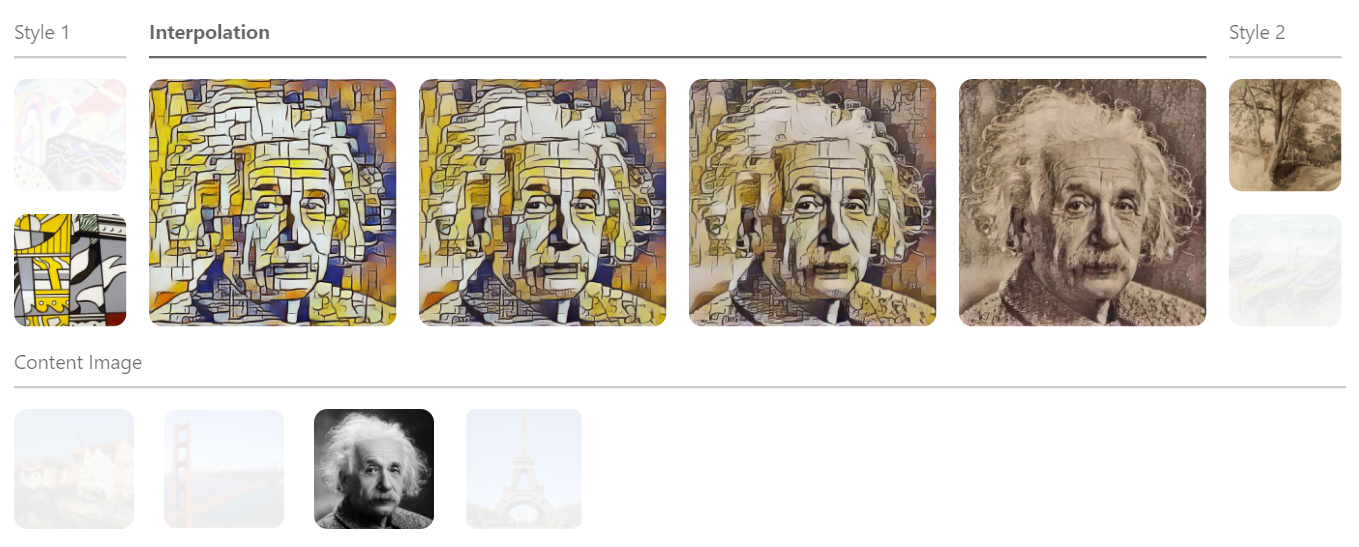 Style 1
Interpolation
Style 2
Content Image